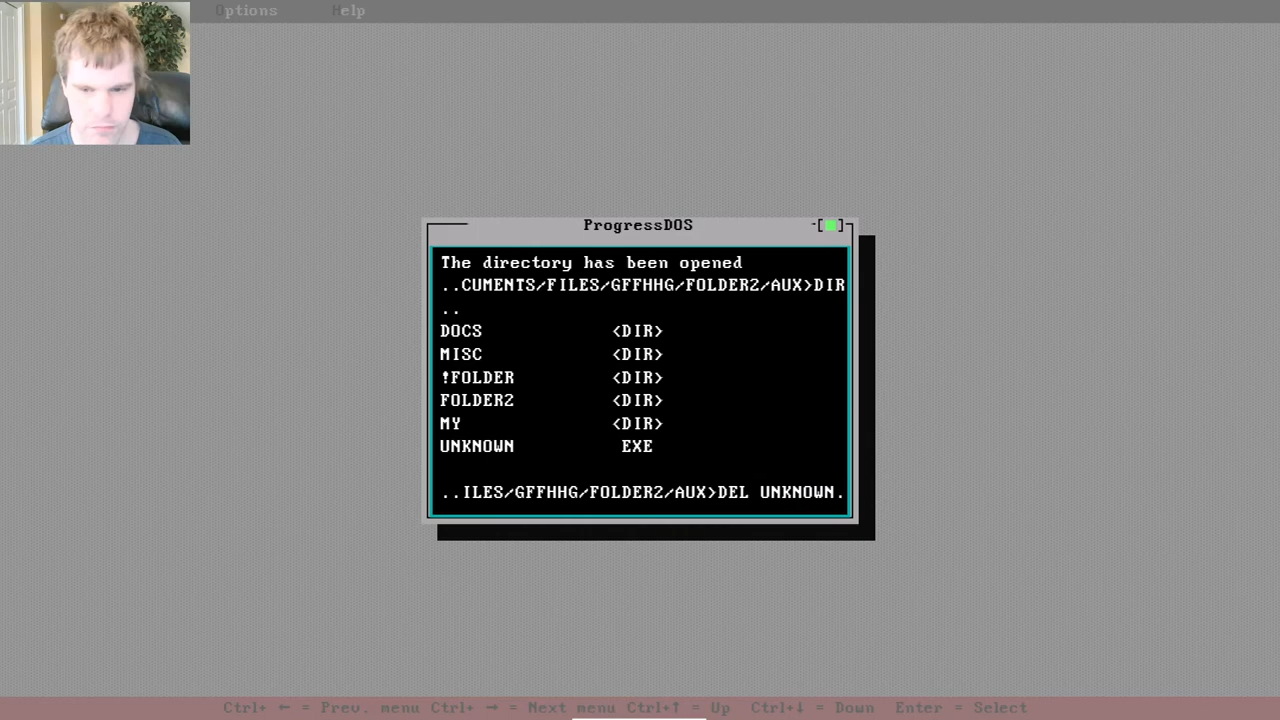 Options Help
ProgressDOS
The directory has been opened
..CUMENTS/FILES/GFFHHG/FOLDER2/AUX>DIR
..
DOCS <DIR>
MISC <DIR>
!FOLDER <DIR>
FOLDER2 <DIR>
MY <DIR>
UNKNOWN EXE
..ILES/GFFHHG/FOLDER2/AUX>DEL UNKNOWN.
Ctrl+ ← = Prev. menu Ctrl+ → = Next menu Ctrl+↑ = Up Ctrl+↓ = Down Enter = Select